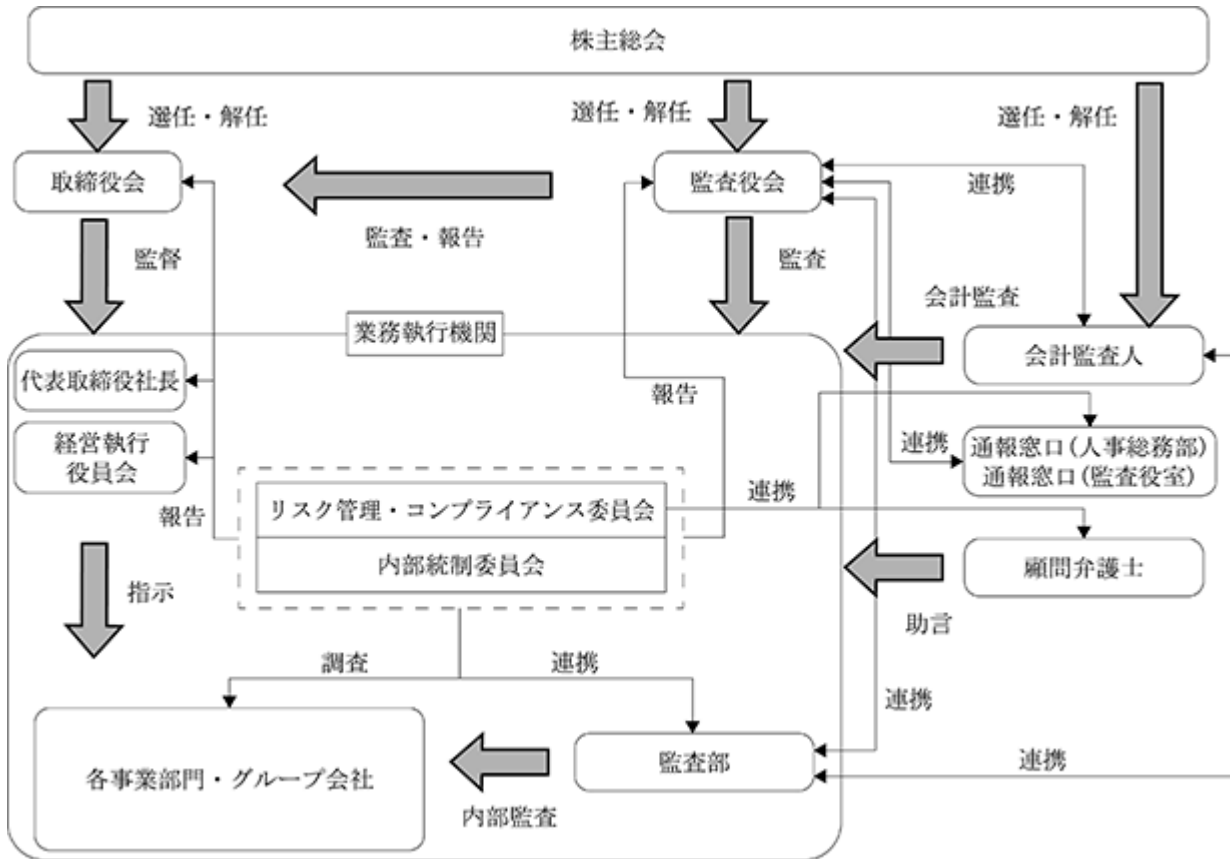 株主総会
選任・解任
選任・解任
選任・解任
取締役会
監査役会
連携
監査・報告
監督
監査
会計監査
業務執行機関
会計監査人
代表取締役社長
報告
経営執行
役員会
連携
通報窓口(人事総務部)
通報窓口(監査役室)
連携
報告
リスク管理・コンプライアンス委員会
内部統制委員会
顧問弁護士
指示
助言
調査
連携
連携
各事業部門・グループ会社
監査部
連携
内部監査